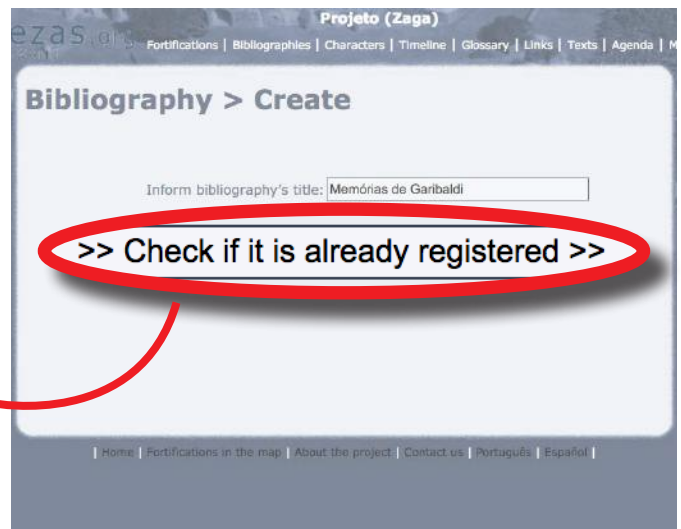 Projeto (Zaga)
ezas.org
Fortifications | Bibliographies | Characters | Timeline | Glossary | Links | Texts | Agenda | M
Bibliography > Create
Inform bibliography's title: Memórias de Garibaldi
>> Check if it is already registered >>
| Home | Fortifications in the map | About the project | Contact us | Português | Español |